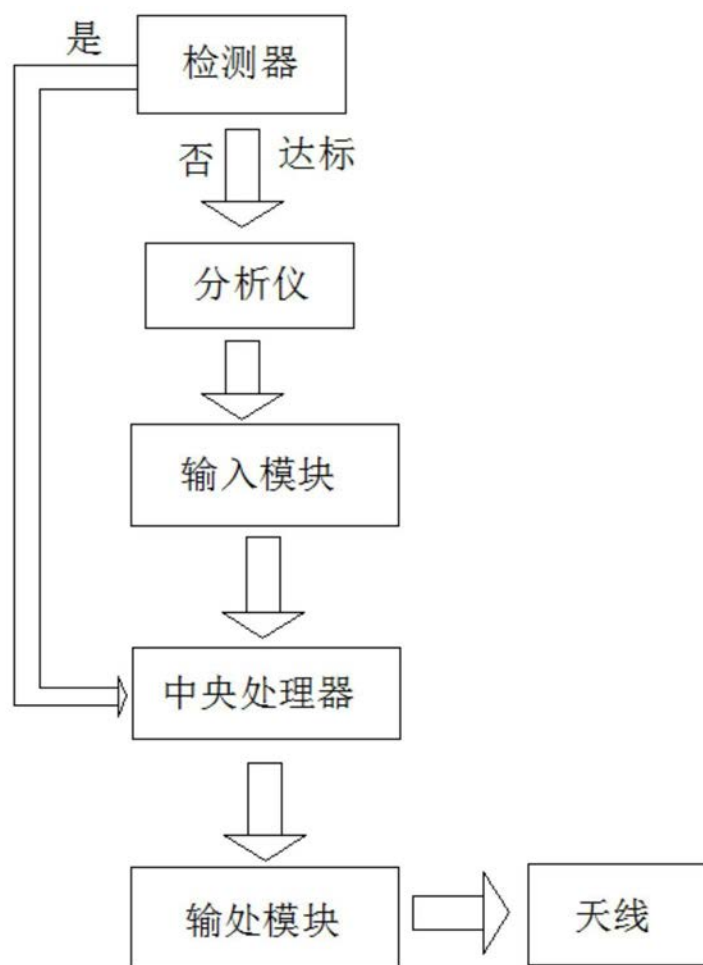 是
检测器
否 达标
分析仪
输入模块
中央处理器
输处模块
天线